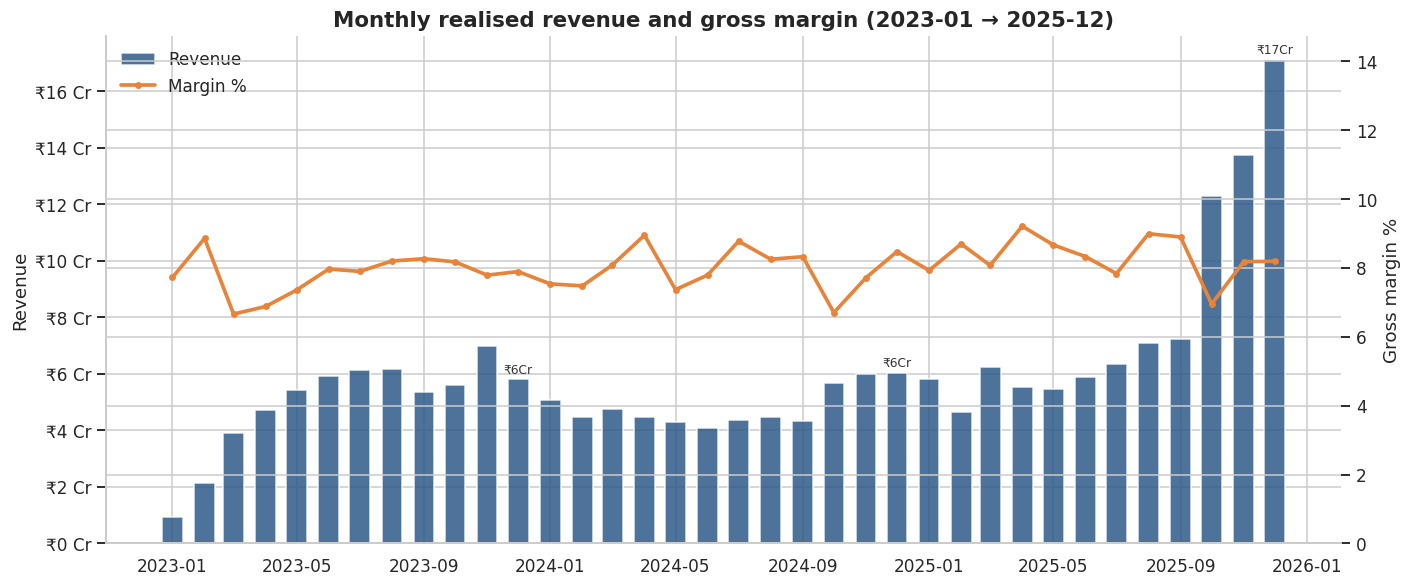 Monthly realised revenue and gross margin (2023-01 → 2025-12)
Revenue
Margin %
₹16 Cr
₹14 Cr
₹12 Cr
₹10 Cr
₹8 Cr
₹6 Cr
₹4 Cr
₹2 Cr
₹0 Cr
Revenue
₹6Cr
₹6Cr
₹17Cr
14
12
10
8
6
4
2
0
Gross margin %
2023-01
2023-05
2023-09
2024-01
2024-05
2024-09
2025-01
2025-05
2025-09
2026-01